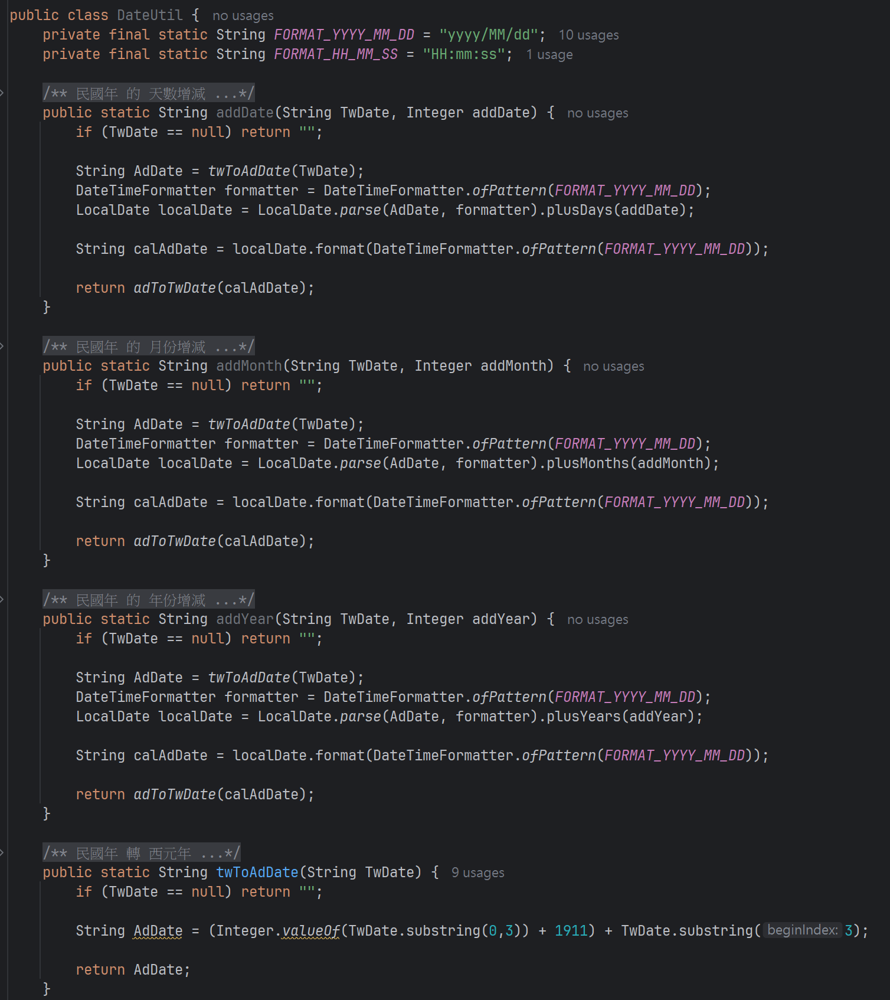 public class DateUtil { no usages
    private final static String FORMAT_YYYY_MM_DD = "yyyy/MM/dd"; 10 usages
    private final static String FORMAT_HH_MM_SS = "HH:mm:ss"; 1 usage

    /** 民國年 的 天數增減 ...*/
    public static String addDate(String TwDate, Integer addDate) { no usages
        if (TwDate == null) return "";

        String AdDate = twToAdDate(TwDate);
        DateTimeFormatter formatter = DateTimeFormatter.ofPattern(FORMAT_YYYY_MM_DD);
        LocalDate localDate = LocalDate.parse(AdDate, formatter).plusDays(addDate);

        String calAdDate = localDate.format(DateTimeFormatter.ofPattern(FORMAT_YYYY_MM_DD));

        return adToTwDate(calAdDate);
    }

    /** 民國年 的 月份增減 ...*/
    public static String addMonth(String TwDate, Integer addMonth) { no usages
        if (TwDate == null) return "";

        String AdDate = twToAdDate(TwDate);
        DateTimeFormatter formatter = DateTimeFormatter.ofPattern(FORMAT_YYYY_MM_DD);
        LocalDate localDate = LocalDate.parse(AdDate, formatter).plusMonths(addMonth);

        String calAdDate = localDate.format(DateTimeFormatter.ofPattern(FORMAT_YYYY_MM_DD));

        return adToTwDate(calAdDate);
    }

    /** 民國年 的 年份增減 ...*/
    public static String addYear(String TwDate, Integer addYear) { no usages
        if (TwDate == null) return "";

        String AdDate = twToAdDate(TwDate);
        DateTimeFormatter formatter = DateTimeFormatter.ofPattern(FORMAT_YYYY_MM_DD);
        LocalDate localDate = LocalDate.parse(AdDate, formatter).plusYears(addYear);

        String calAdDate = localDate.format(DateTimeFormatter.ofPattern(FORMAT_YYYY_MM_DD));

        return adToTwDate(calAdDate);
    }

    /** 民國年 轉 西元年 ...*/
    public static String twToAdDate(String TwDate) { 9 usages
        if (TwDate == null) return "";

        String AdDate = (Integer.valueOf(TwDate.substring(0,3)) + 1911) + TwDate.substring( beginIndex: 3);

        return AdDate;
    }